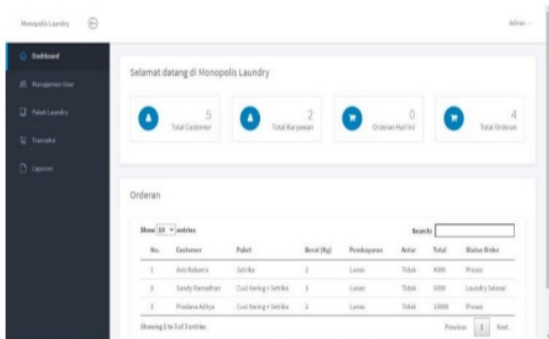 Monopolis Laundry
Admin
Dashboard
Manajemen User
Paket Laundry
Transaksi
Laporan
Selamat datang di Monopolis Laundry
5
Total Customer
2
Total Karyawan
0
Orderan Hari Ini
4
Total Orderan
Orderan
Show 10 entries
Search:
No. Customer Paket Berat (Kg) Pembayaran Antar Total Status Order
1 Setrika 2 Lunas Tidak 4000 Proses
2 Sandy Ramadhan Cuci Kering + Setrika Lunas Tidak 5000 Laundry Selesai
3 Pradana Aditya Cuci Kering + Setrika 2 Lunas Tidak 10000 Proses
Showing 1 to 3 of 3 entries
Previous 1 Next